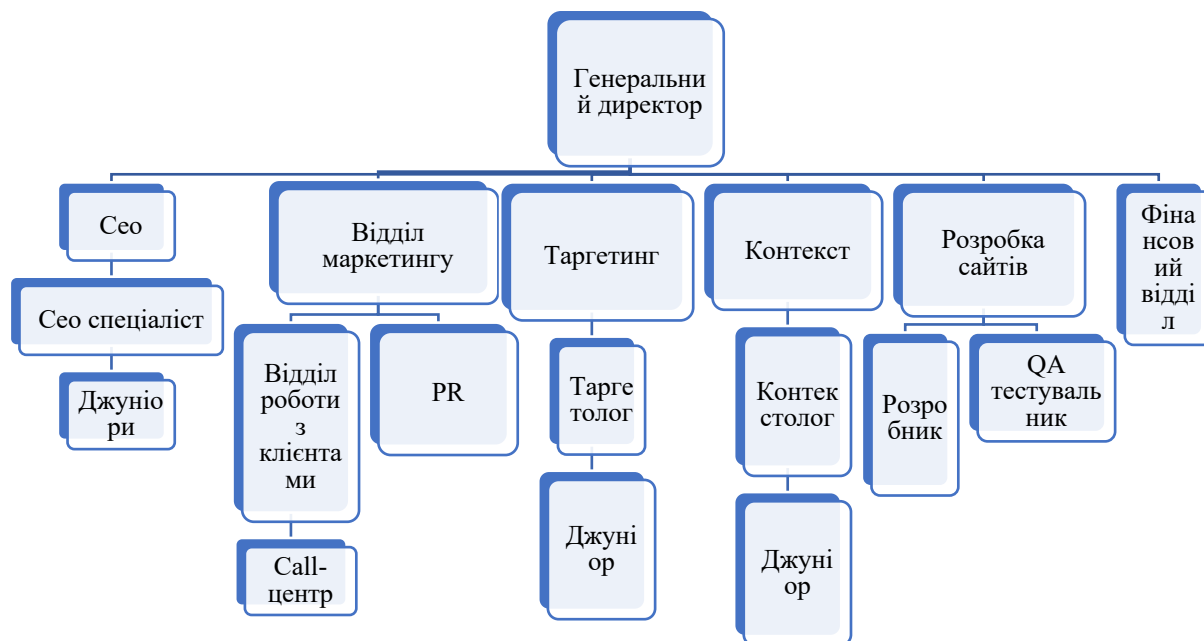 Генеральни
й директор
Сео
Відділ
маркетингу
Таргетинг
Контекст
Розробка
сайтів
Фіна
нсов
ий
відді
л
Сео спеціаліст
Джуніо
ри
Відділ
роботи
з
клієнта
ми
PR
Call-
центр
Тарге
толог
Джуні
ор
Контек
столог
Джуні
ор
Розро
бник
QA
тестуваль
ник